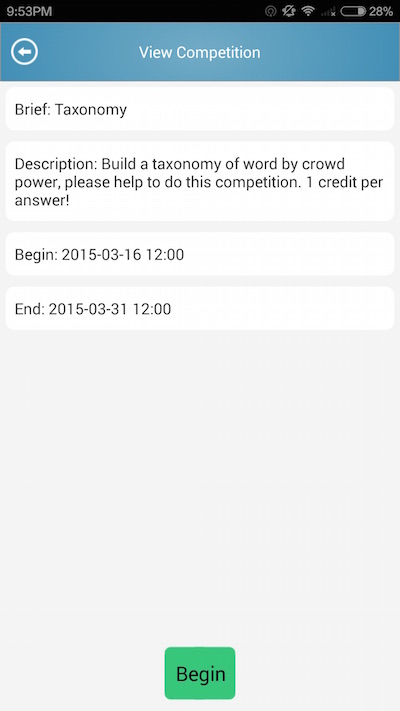 9:53PM 28%
View Competition
Brief: Taxonomy
Description: Build a taxonomy of word by crowd
power, please help to do this competition. 1 credit per
answer!
Begin: 2015-03-16 12:00
End: 2015-03-31 12:00
Begin